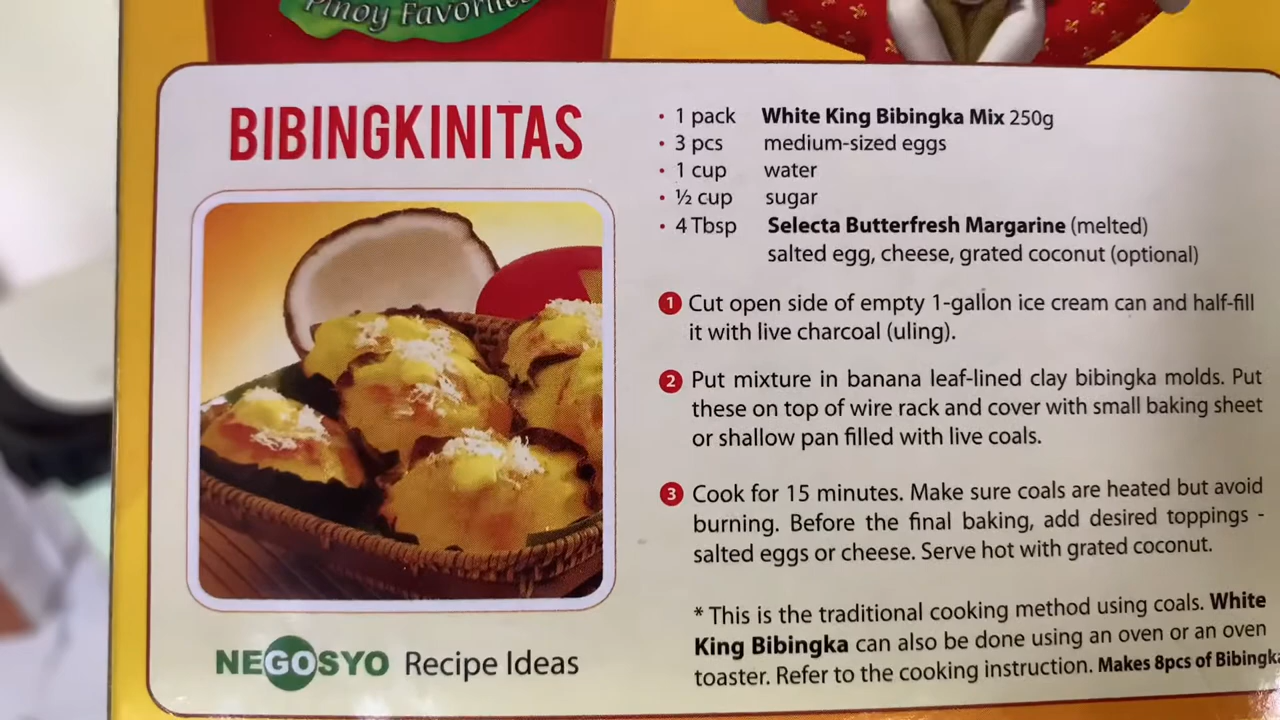 Pinoy Favorites
BIBINGKINITAS
• 1 pack White King Bibingka Mix 250g
• 3 pcs medium-sized eggs
• 1 cup water
• ½ cup sugar
• 4 Tbsp Selecta Butterfresh Margarine (melted)
salted egg, cheese, grated coconut (optional)
1 Cut open side of empty 1-gallon ice cream can and half-fill
it with live charcoal (uling).
2 Put mixture in banana leaf-lined clay bibingka molds. Put
these on top of wire rack and cover with small baking sheet
or shallow pan filled with live coals.
3 Cook for 15 minutes. Make sure coals are heated but avoid
burning. Before the final baking, add desired toppings -
salted eggs or cheese. Serve hot with grated coconut.
* This is the traditional cooking method using coals. White
King Bibingka can also be done using an oven or an oven
toaster. Refer to the cooking instruction. Makes 8pcs of Bibingka
NEGOSYO Recipe Ideas